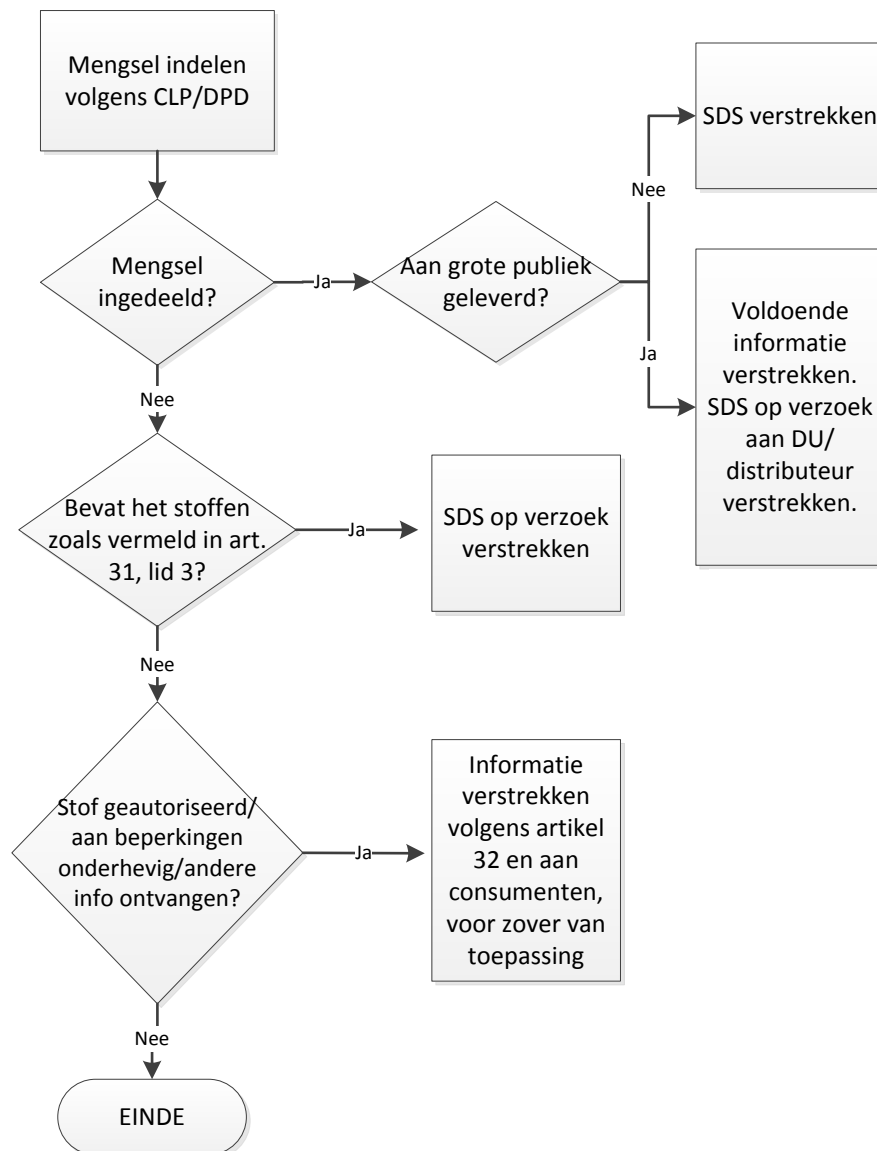 Mengsel indelen
volgens CLP/DPD
Mengsel
ingedeeld?
Ja
Aan grote publiek
geleverd?
Nee
SDS verstrekken
Ja
Voldoende
informatie
verstrekken.
SDS op verzoek
aan DU/
distributeur
verstrekken.
Nee
Bevat het stoffen
zoals vermeld in art.
31, lid 3?
Ja
SDS op verzoek
verstrekken
Nee
Stof geautoriseerd/
aan beperkingen
onderhevig/andere
info ontvangen?
Ja
Informatie
verstrekken
volgens artikel
32 en aan
consumenten,
voor zover van
toepassing
Nee
EINDE